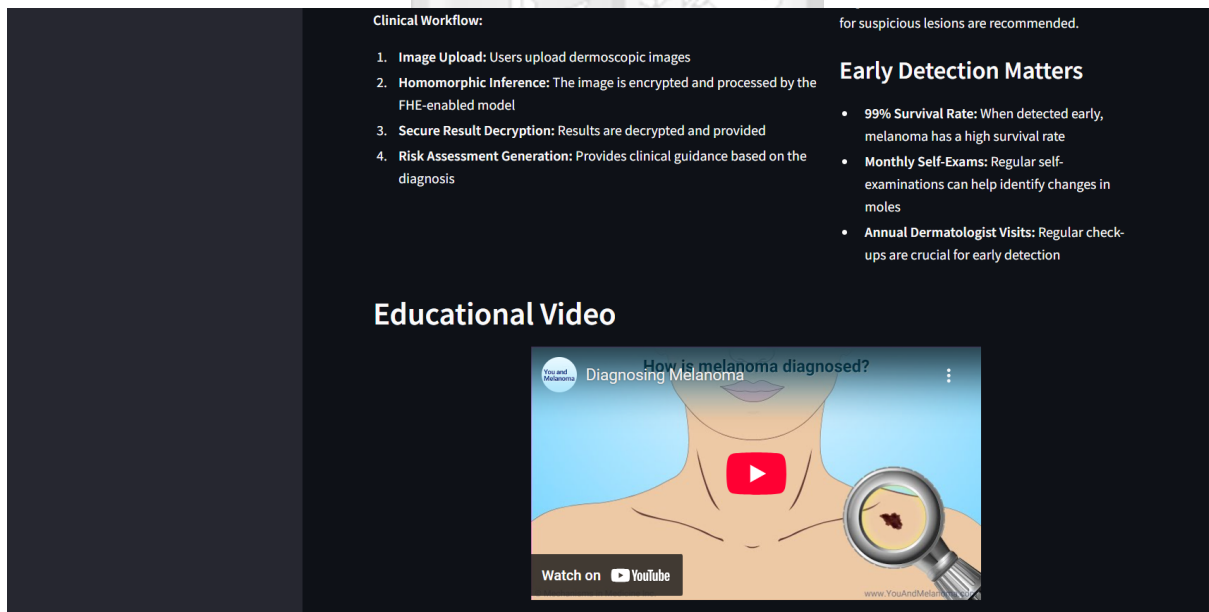 Clinical Workflow:
1. Image Upload: Users upload dermoscopic images
2. Homomorphic Inference: The image is encrypted and processed by the
FHE-enabled model
3. Secure Result Decryption: Results are decrypted and provided
4. Risk Assessment Generation: Provides clinical guidance based on the
diagnosis
for suspicious lesions are recommended.
Early Detection Matters
• 99% Survival Rate: When detected early,
melanoma has a high survival rate
• Monthly Self-Exams: Regular self-
examinations can help identify changes in
moles
• Annual Dermatologist Visits: Regular check-
ups are crucial for early detection
Educational Video
How is melanoma diagnosed?
You and
Melanoma
Diagnosing Melanoma
Watch on YouTube
www.YouAndMelanoma.com